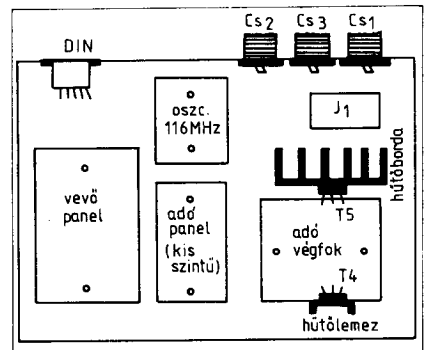 Cs2 Cs3 Cs1
DIN
oszc.
116MHz
J1
hűtőborda
T5
vevő
panel
adó
panel
(kis
szintű)
adó
végfok
T4
hűtőlemez